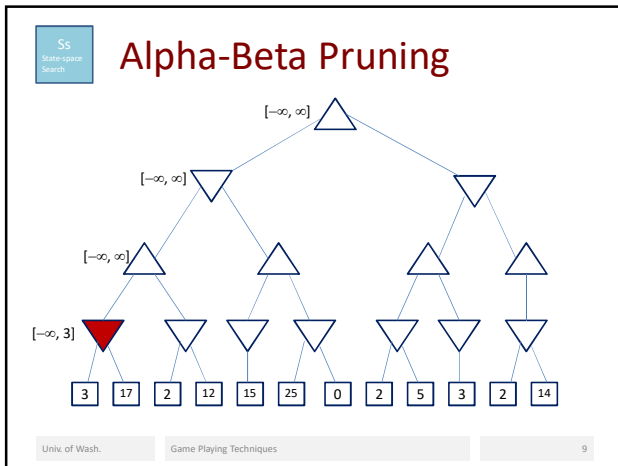 Ss
State-space
Search
Alpha-Beta Pruning
[−∞, ∞]
[−∞, ∞]
[−∞, ∞]
[−∞, 3]
3 17 2 12 15 25 0 2 5 3 2 14
Univ. of Wash. Game Playing Techniques 9